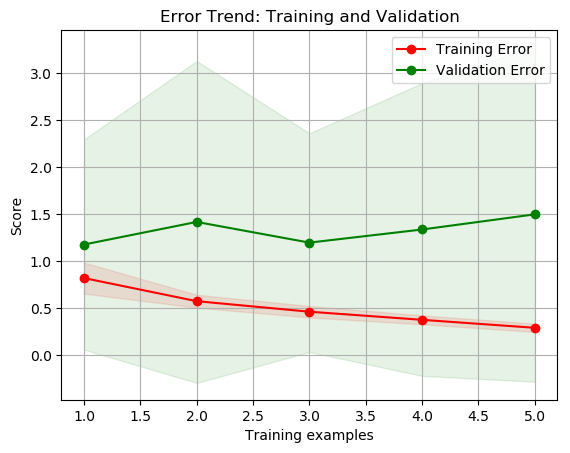 Error Trend: Training and Validation
Training Error
Validation Error
Score
3.0
2.5
2.0
1.5
1.0
0.5
0.0
1.0 1.5 2.0 2.5 3.0 3.5 4.0 4.5 5.0
Training examples